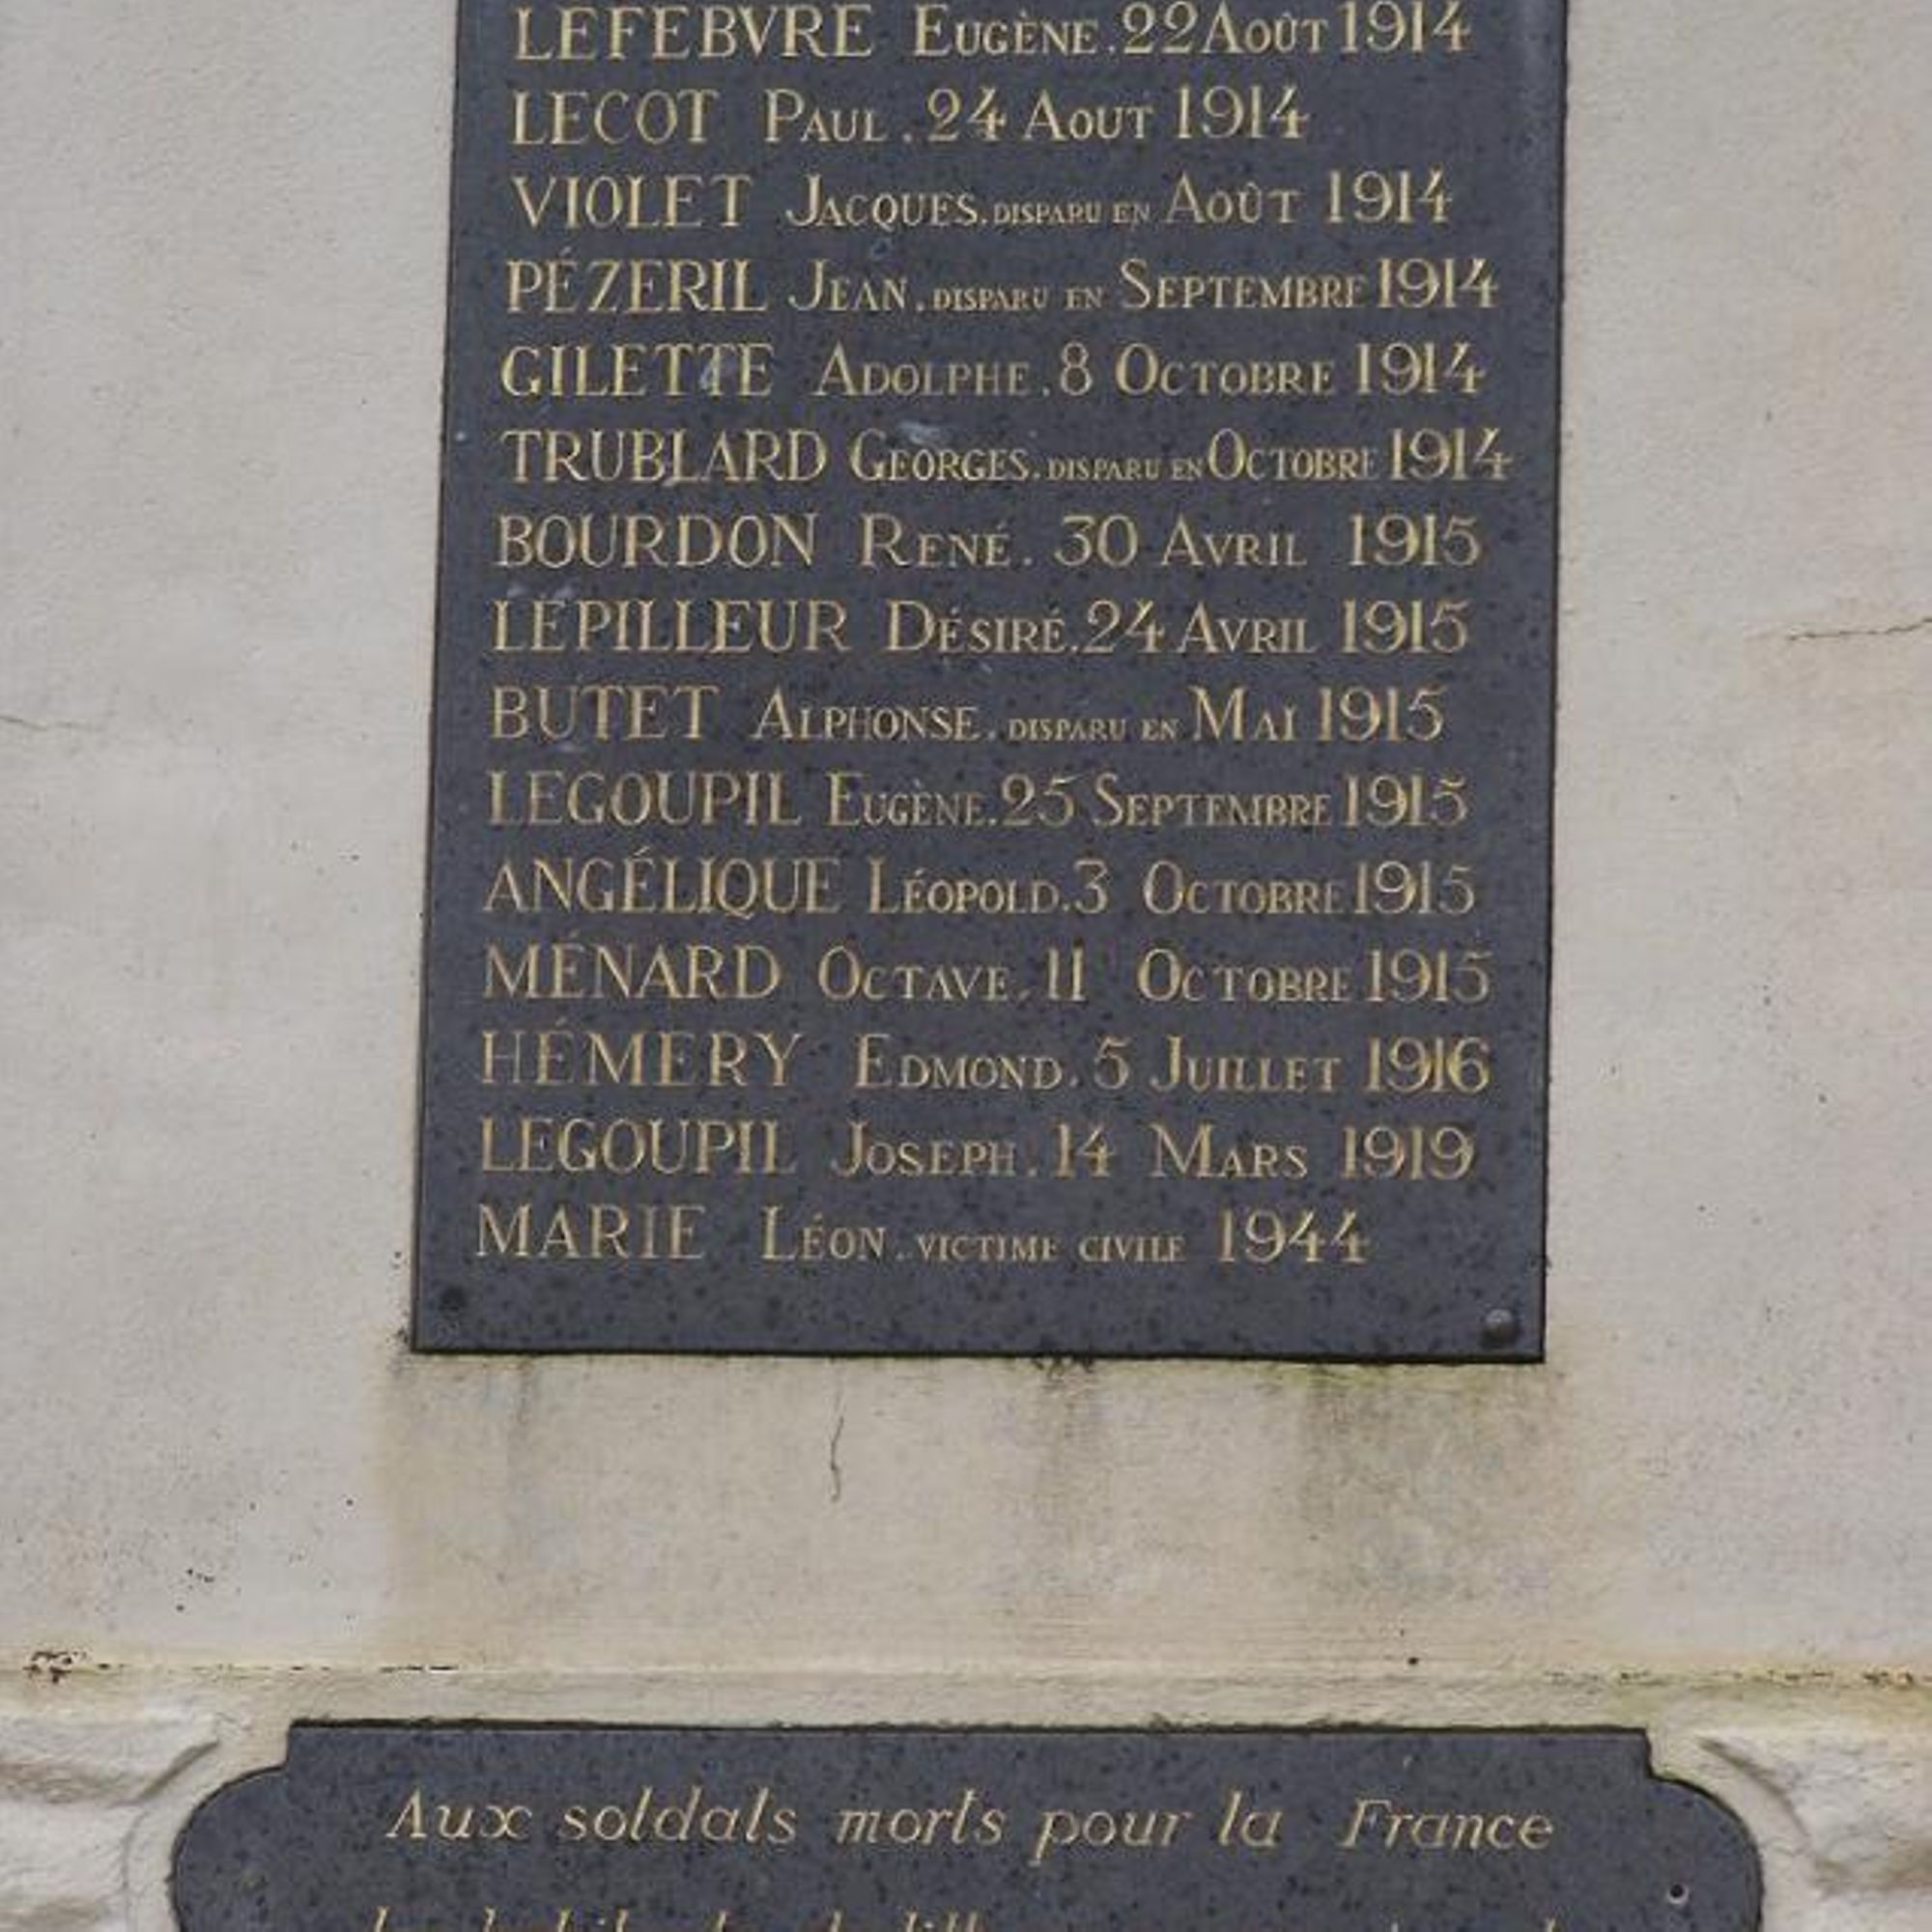 LEFEBVRE EUGÈNE. 22 AOÛT 1914
LECOT PAUL. 24 AOUT 1914
VIOLET JACQUES. DISPARU EN AOÛT 1914
PÉZERIL JEAN. DISPARU EN SEPTEMBRE 1914
GILETTE ADOLPHE. 8 OCTOBRE 1914
TRUBLARD GEORGES. DISPARU EN OCTOBRE 1914
BOURDON RENÉ. 30 AVRIL 1915
LEPILLEUR DÉSIRÉ. 24 AVRIL 1915
BUTET ALPHONSE. DISPARU EN MAI 1915
LEGOUPIL EUGÈNE. 25 SEPTEMBRE 1915
ANGÉLIQUE LÉOPOLD. 3 OCTOBRE 1915
MÉNARD OCTAVE. 11 OCTOBRE 1915
HÉMERY EDMOND. 5 JUILLET 1916
LEGOUPIL JOSEPH. 14 MARS 1919
MARIE LÉON. VICTIME CIVILE 1944
Aux soldats morts pour la France